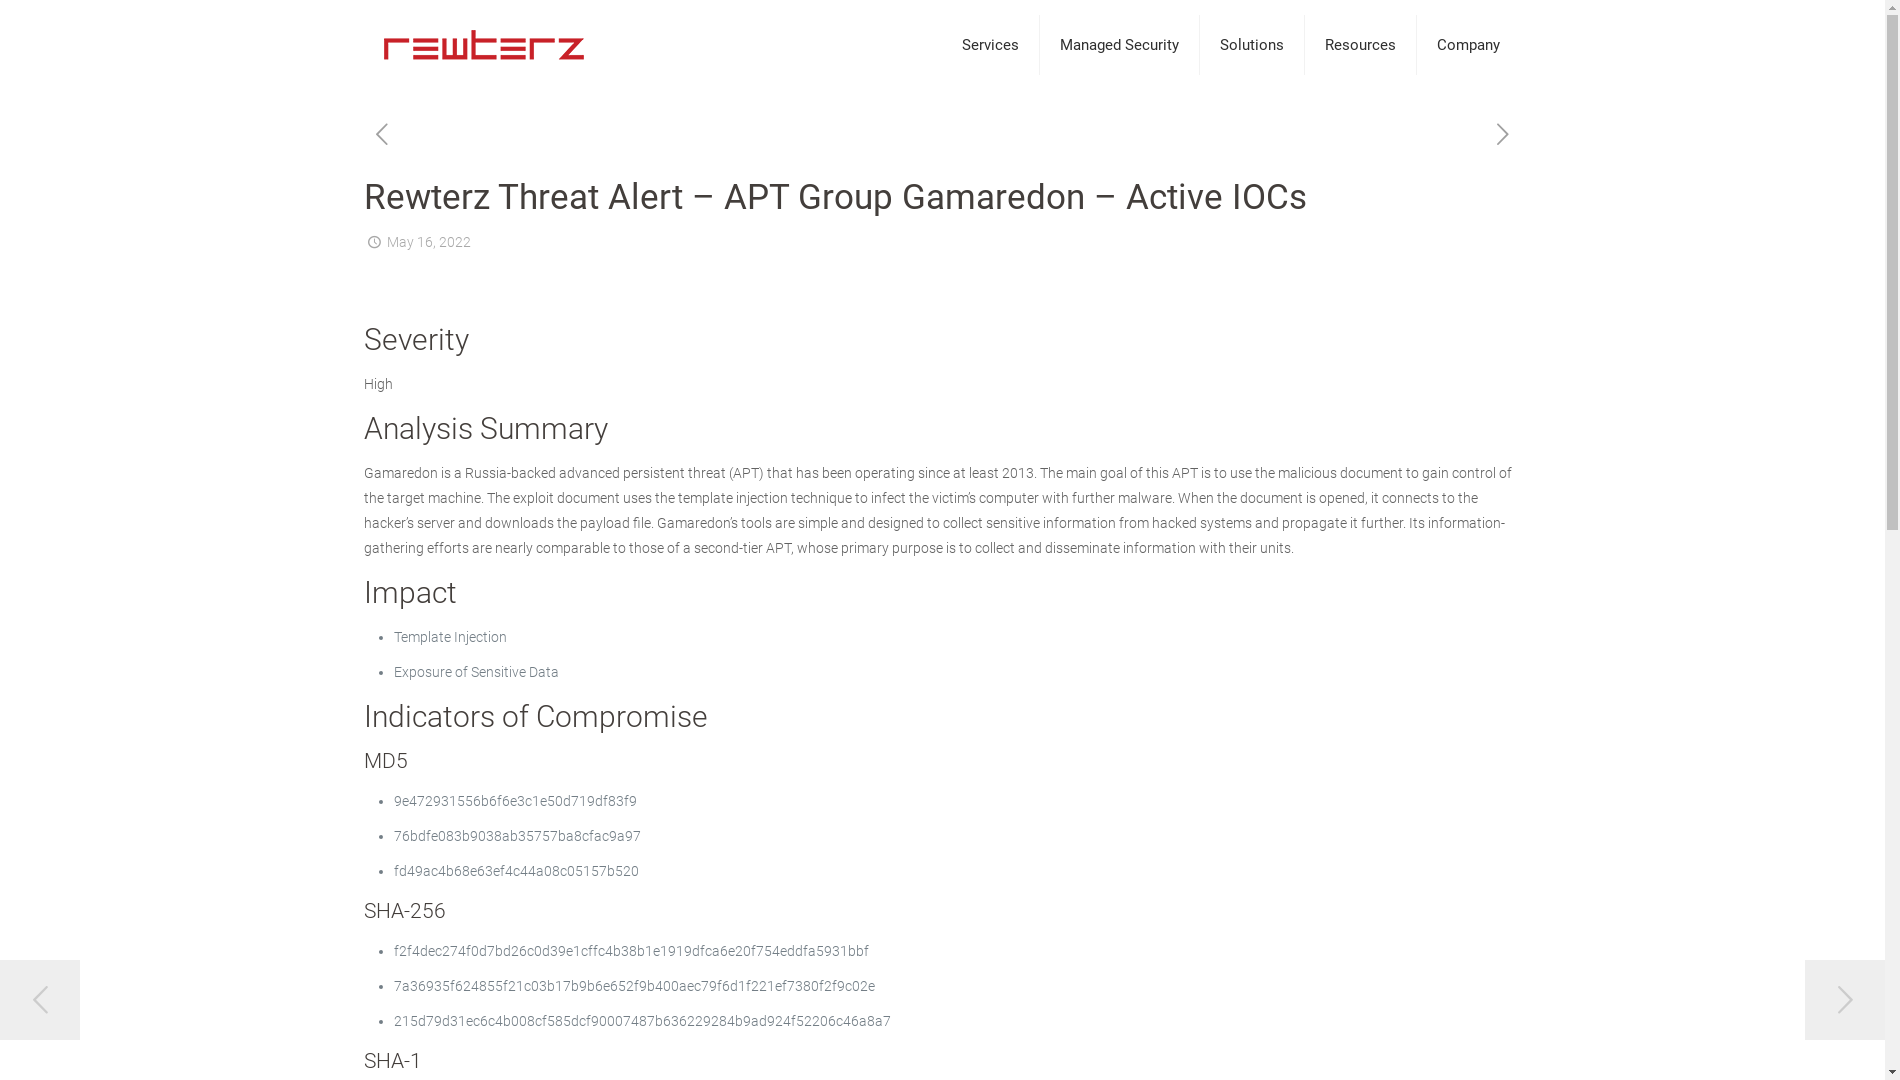 rewterz
Services
Managed Security
Solutions
Resources
Company
Rewterz Threat Alert – APT Group Gamaredon – Active IOCs
May 16, 2022
Severity
High
Analysis Summary
Gamaredon is a Russia-backed advanced persistent threat (APT) that has been operating since at least 2013. The main goal of this APT is to use the malicious document to gain control of
the target machine. The exploit document uses the template injection technique to infect the victim’s computer with further malware. When the document is opened, it connects to the
hacker’s server and downloads the payload file. Gamaredon’s tools are simple and designed to collect sensitive information from hacked systems and propagate it further. Its information-
gathering efforts are nearly comparable to those of a second-tier APT, whose primary purpose is to collect and disseminate information with their units.
Impact
• Template Injection
• Exposure of Sensitive Data
Indicators of Compromise
MD5
• 9e472931556b6f6e3c1e50d719df83f9
• 76bdfe083b9038ab35757ba8cfac9a97
• fd49ac4b68e63ef4c44a08c05157b520
SHA-256
• f2f4dec274f0d7bd26c0d39e1cffc4b38b1e1919dfca6e20f754eddfa5931bbf
• 7a36935f624855f21c03b17b9b6e652f9b400aec79f6d1f221ef7380f2f9c02e
• 215d79d31ec6c4b008cf585dcf90007487b636229284b9ad924f52206c46a8a7
SHA-1